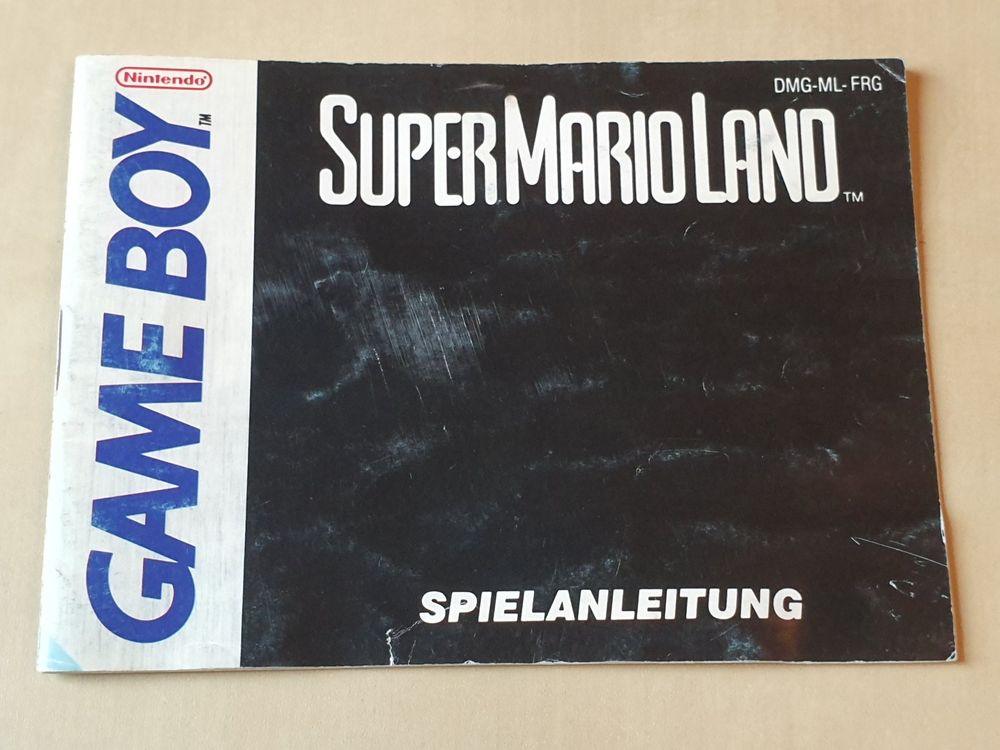 Nintendo®
GAME BOY™
DMG-ML-FRG
SUPER MARIO LAND™
SPIELANLEITUNG